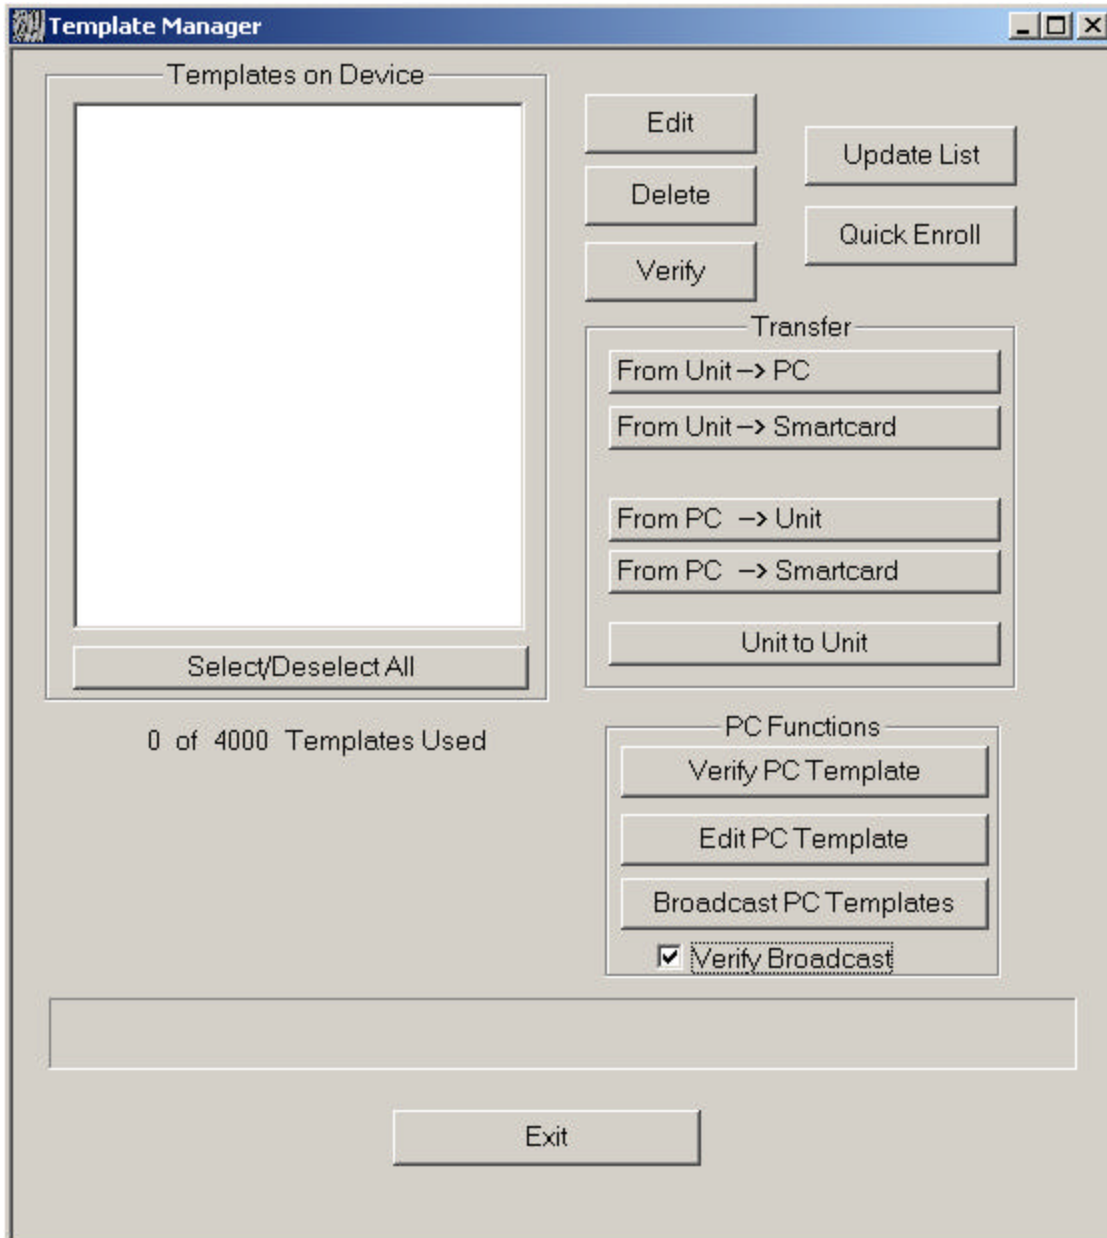 Template Manager
Templates on Device
Select/Deselect All
0 of 4000 Templates Used
Edit
Delete
Verify
Update List
Quick Enroll
Transfer
From Unit --> PC
From Unit --> Smartcard
From PC --> Unit
From PC --> Smartcard
Unit to Unit
PC Functions
Verify PC Template
Edit PC Template
Broadcast PC Templates
Verify Broadcast
Exit